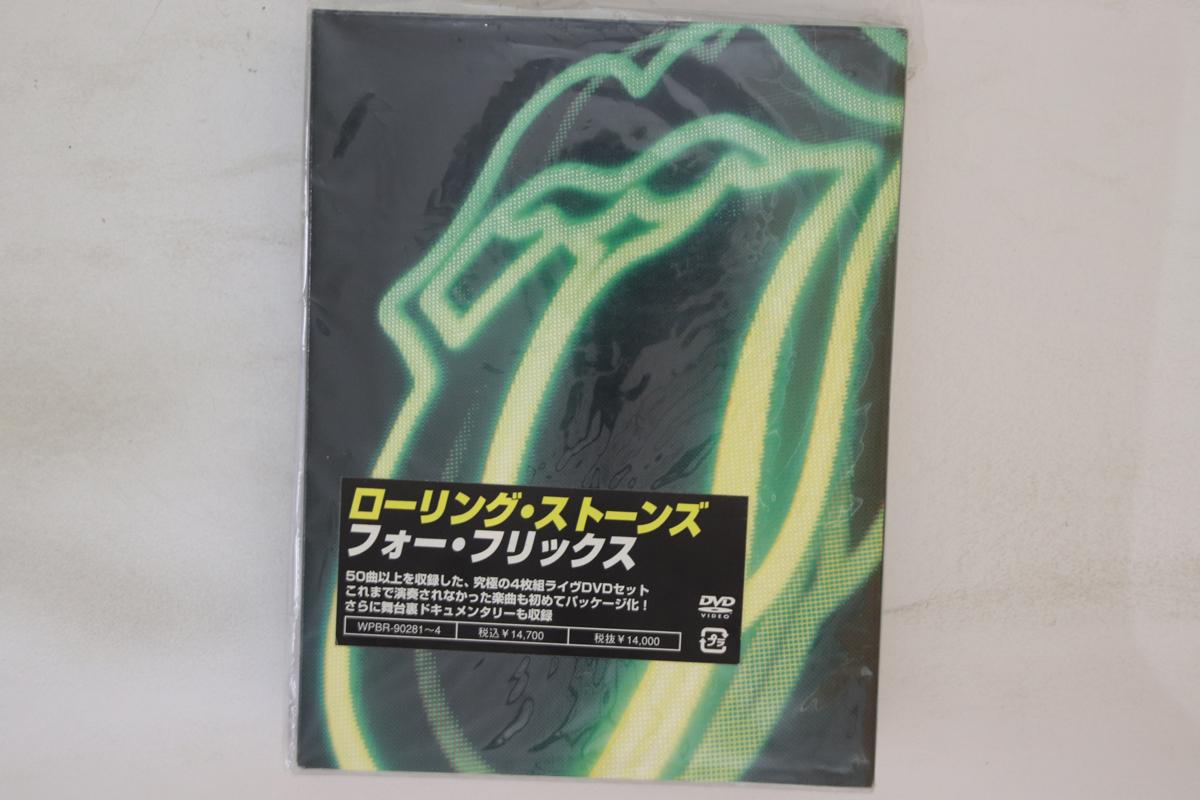 ローリング・ストーンズ
フォー・フリックス
50曲以上を収録した、究極の4枚組ライヴDVDセット
これまで演奏されなかった楽曲も初めてパッケージ化！
さらに舞台裏ドキュメンタリーも収録
WPBR-90281〜4 税込￥14,700 税抜￥14,000
DVD
VIDEO
プラ